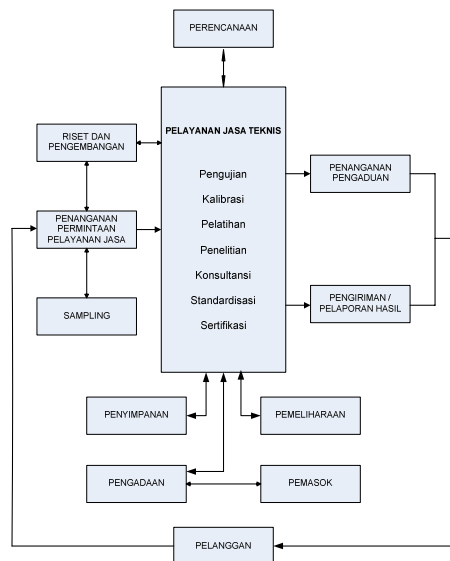 PERENCANAAN
PELAYANAN JASA TEKNIS
Pengujian
Kalibrasi
Pelatihan
Penelitian
Konsultansi
Standardisasi
Sertifikasi
RISET DAN
PENGEMBANGAN
PENANGANAN
PERMINTAAN
PELAYANAN JASA
SAMPLING
PENANGANAN
PENGADUAN
PENGIRIMAN /
PELAPORAN HASIL
PENYIMPANAN
PEMELIHARAAN
PENGADAAN
PEMASOK
PELANGGAN